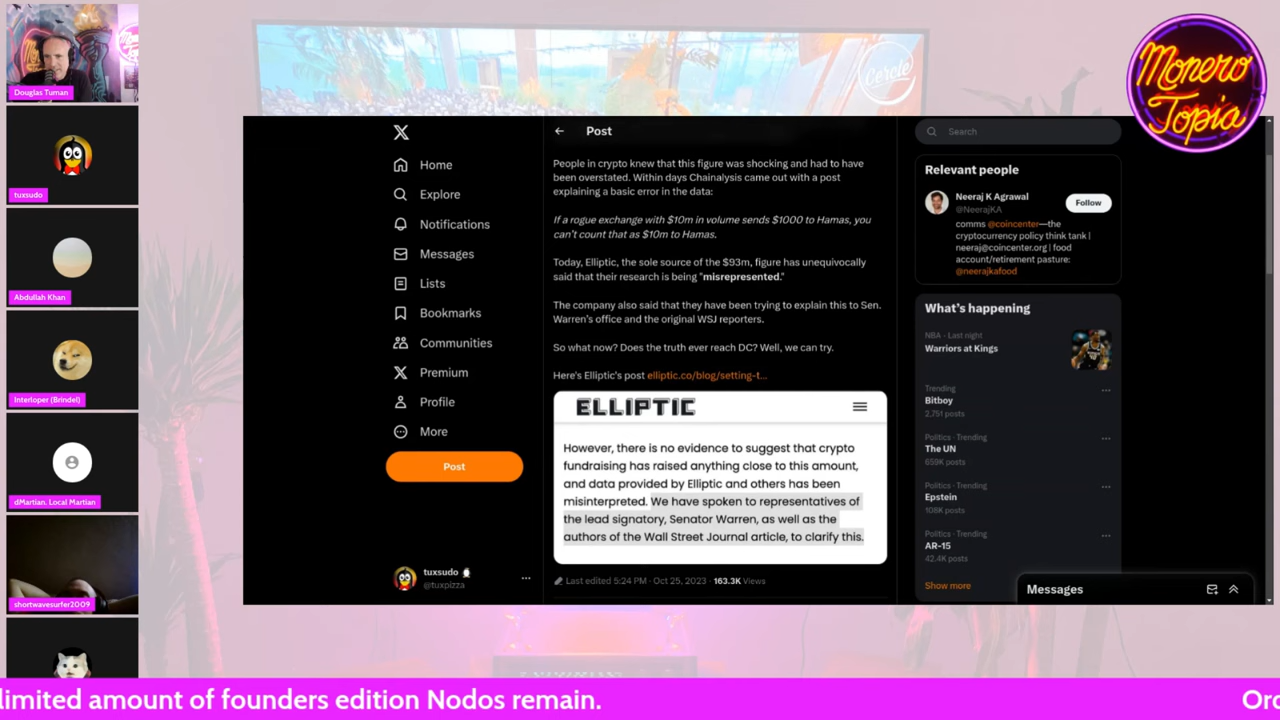 Douglas Tuman
tuxsudo
Abdullah Khan
Interloper (Brindel)
dMartian. Local Martian
shortwavesurfer2009
Cercle
Monero
Topia
Home
Explore
Notifications
Messages
Lists
Bookmarks
Communities
Premium
Profile
More
Post
tuxsudo
@tuxpizza
Post
People in crypto knew that this figure was shocking and had to have
been overstated. Within days Chainalysis came out with a post
explaining a basic error in the data:
If a rogue exchange with $10m in volume sends $1000 to Hamas, you
can't count that as $10m to Hamas.
Today, Elliptic, the sole source of the $93m, figure has unequivocally
said that their research is being "misrepresented."
The company also said that they have been trying to explain this to Sen.
Warren's office and the original WSJ reporters.
So what now? Does the truth ever reach DC? Well, we can try.
Here's Elliptic's post elliptic.co/blog/setting-t...
ELLIPTIC
However, there is no evidence to suggest that crypto
fundraising has raised anything close to this amount,
and data provided by Elliptic and others has been
misinterpreted. We have spoken to representatives of
the lead signatory, Senator Warren, as well as the
authors of the Wall Street Journal article, to clarify this.
Last edited 5:24 PM · Oct 25, 2023 · 163.3K Views
Search
Relevant people
Neeraj K Agrawal
@NeerajKA
Follow
comms @coincenter—the
cryptocurrency policy think tank |
neeraj@coincenter.org | food
account/retirement pasture:
@neerajkafood
What's happening
NBA · Last night
Warriors at Kings
Trending
Bitboy
2,751 posts
Politics · Trending
The UN
659K posts
Politics · Trending
Epstein
108K posts
Politics · Trending
AR-15
42.4K posts
Show more
Messages
limited amount of founders edition Nodos remain.
Ord